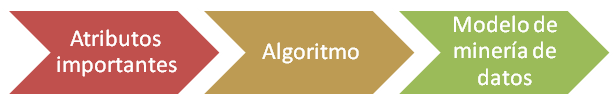 Atributos
importantes
Algoritmo
Modelo de
minería de
datos